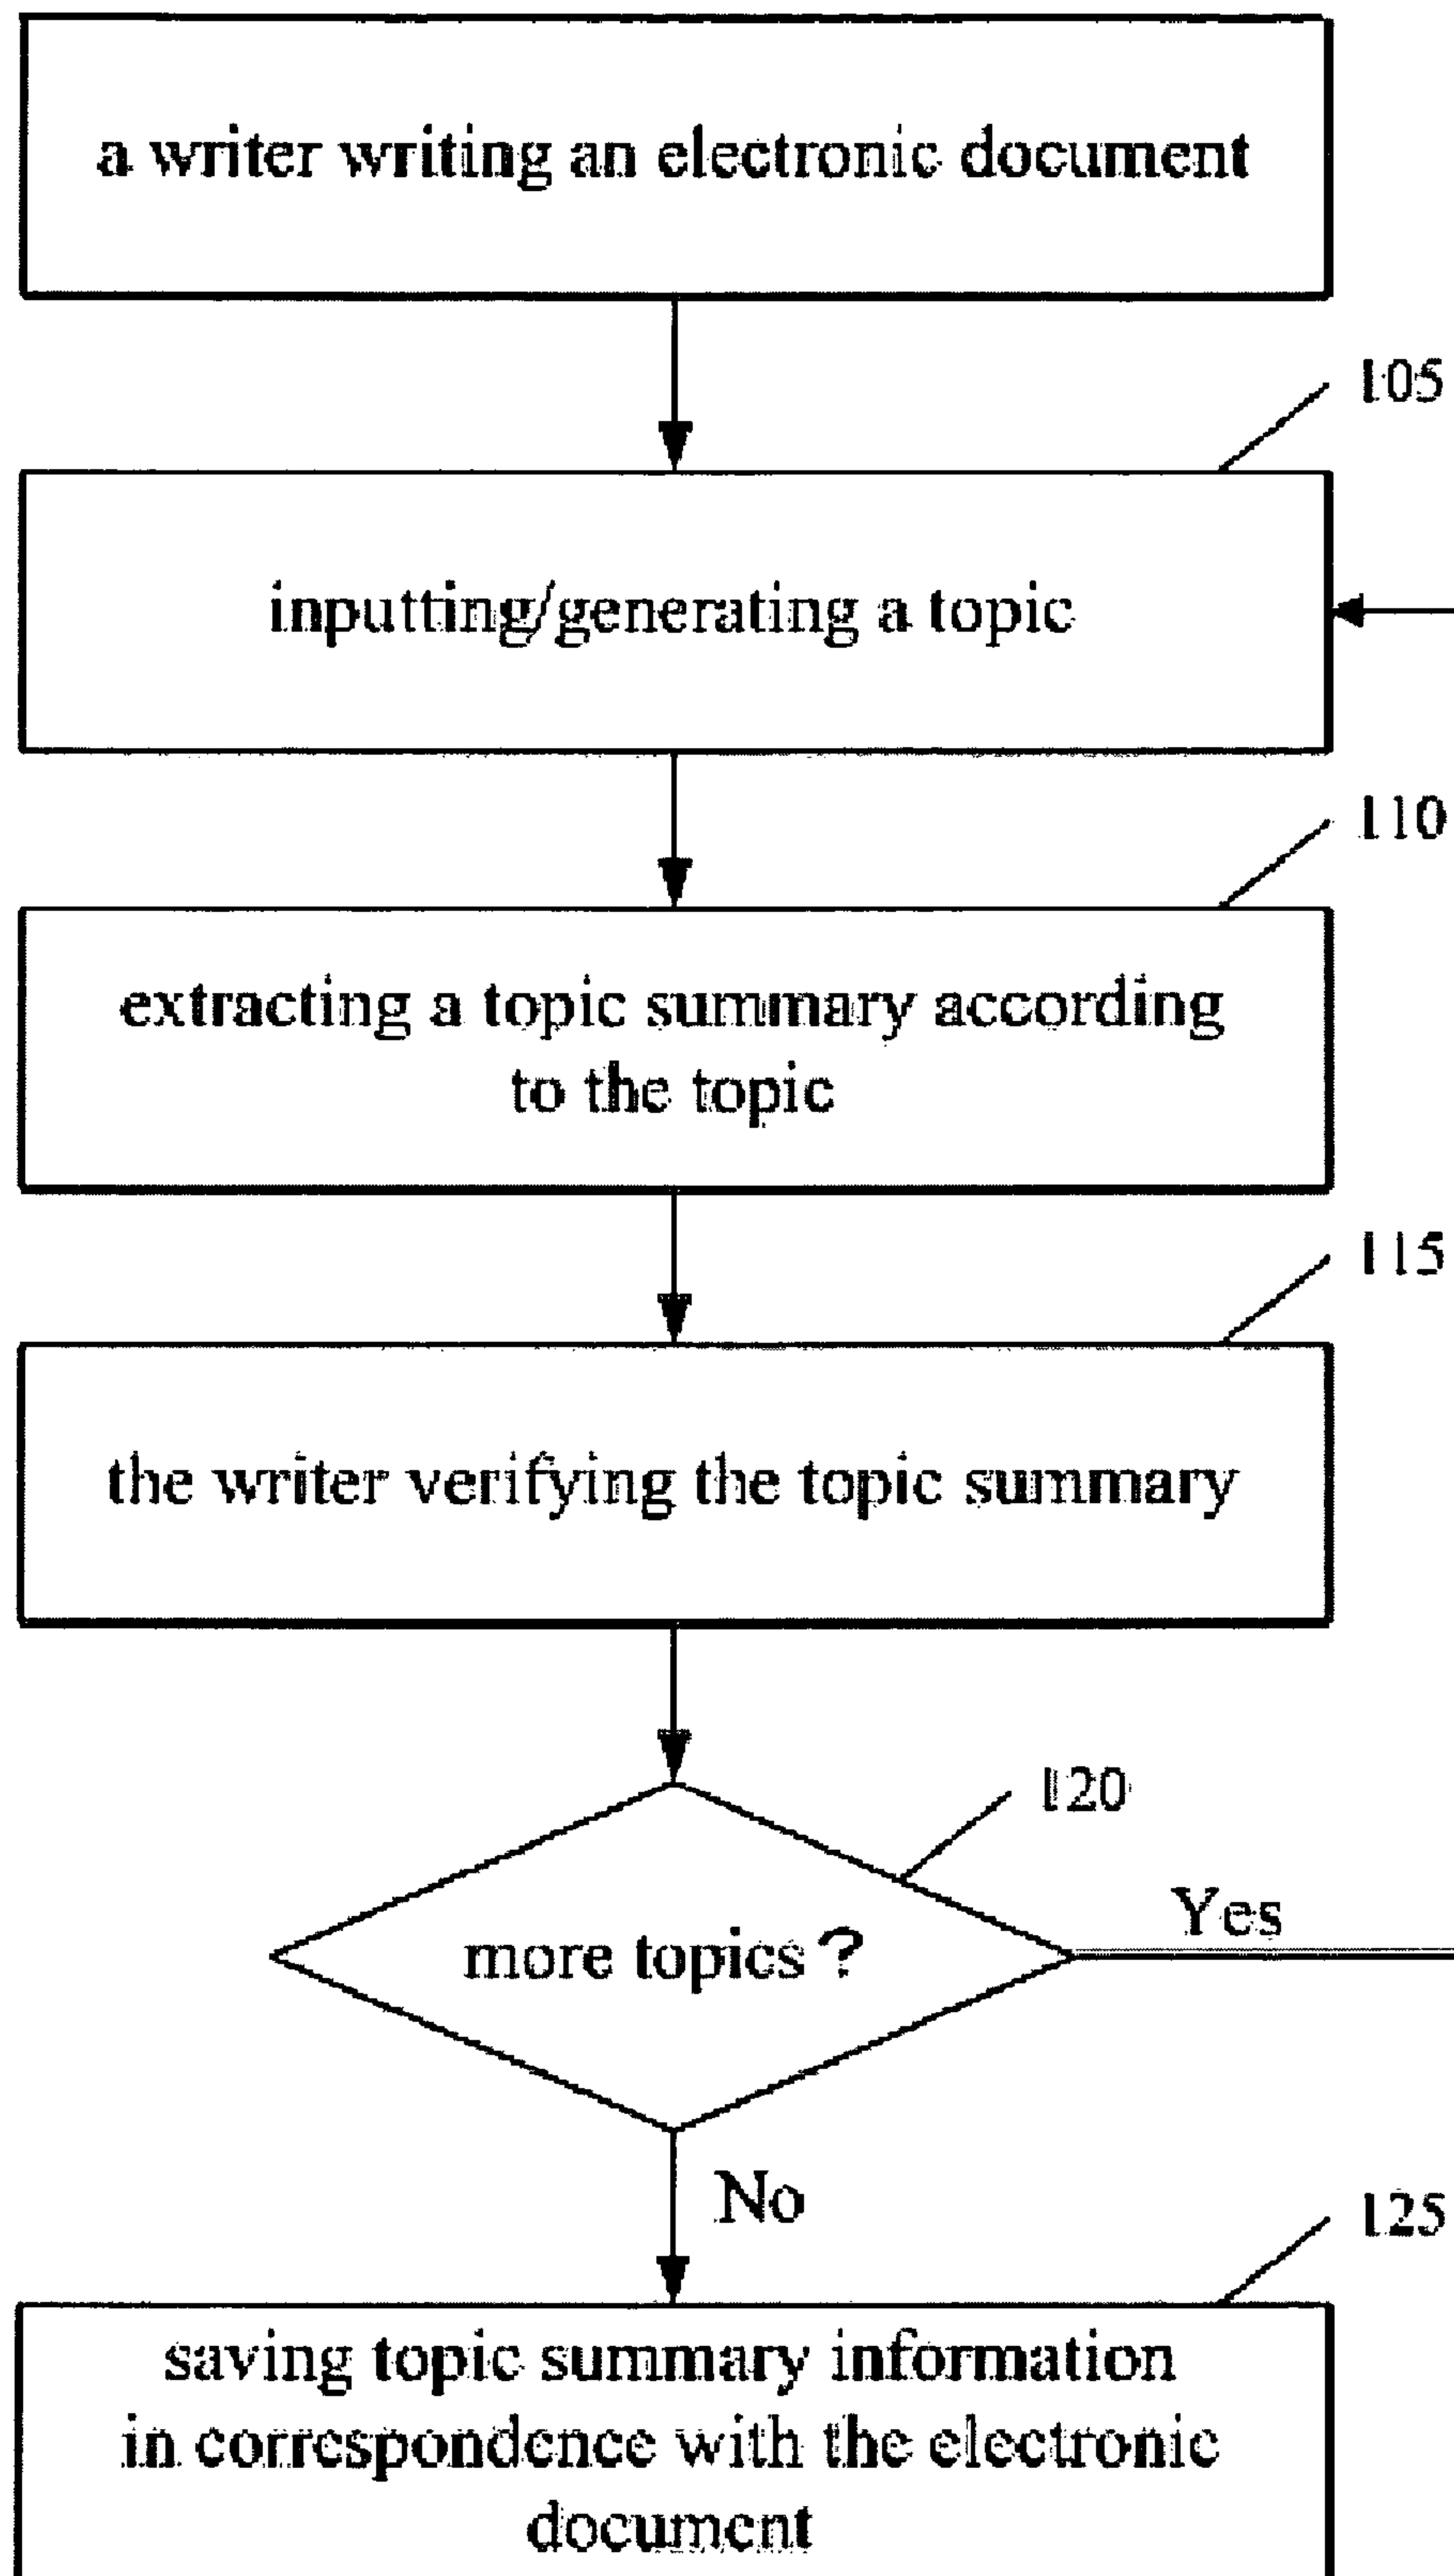 a writer writing an electronic document
105
inputting/generating a topic
110
extracting a topic summary according
to the topic
115
the writer verifying the topic summary
120
more topics ?
Yes
No
125
saving topic summary information
in correspondence with the electronic
document